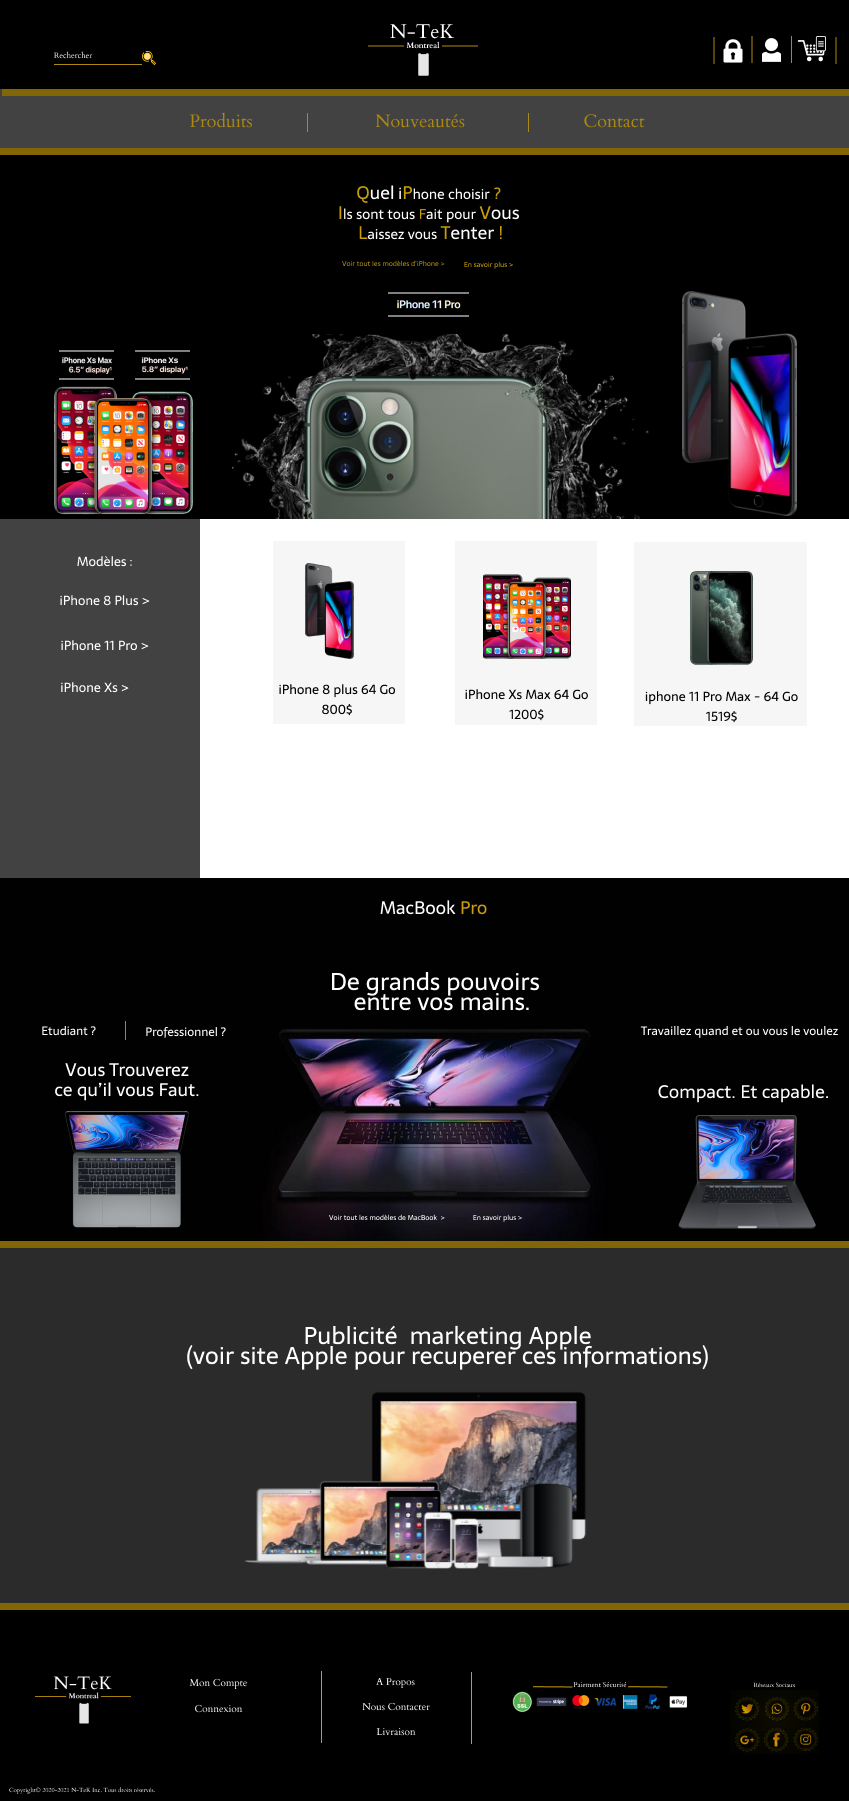 N-TeK
Montreal
Rechercher
Produits
Nouveautés
Contact
Quel iPhone choisir ?
Ils sont tous Fait pour Vous
Laissez vous Tenter !
Voir tout les modèles d'iPhone >
En savoir plus >
iPhone 11 Pro
iPhone Xs Max
6.5" display¹
iPhone Xs
5.8" display¹
Modèles :
iPhone 8 Plus >
iPhone 11 Pro >
iPhone Xs >
iPhone 8 plus 64 Go
800$
iPhone Xs Max 64 Go
1200$
iphone 11 Pro Max - 64 Go
1519$
MacBook Pro
De grands pouvoirs
entre vos mains.
Etudiant ?
Professionnel ?
Vous Trouverez
ce qu'il vous Faut.
Travaillez quand et ou vous le voulez
Compact. Et capable.
Voir tout les modèles de MacBook >
En savoir plus >
Publicité marketing Apple
(voir site Apple pour recuperer ces informations)
N-TeK
Montreal
Mon Compte
Connexion
A Propos
Nous Contacter
Livraison
Paiement Sécurisé
SSL
stripe
VISA
PayPal
Pay
Réseaux Sociaux
G+
Copyright© 2020-2021 N-TeK Inc. Tous droits réservés.